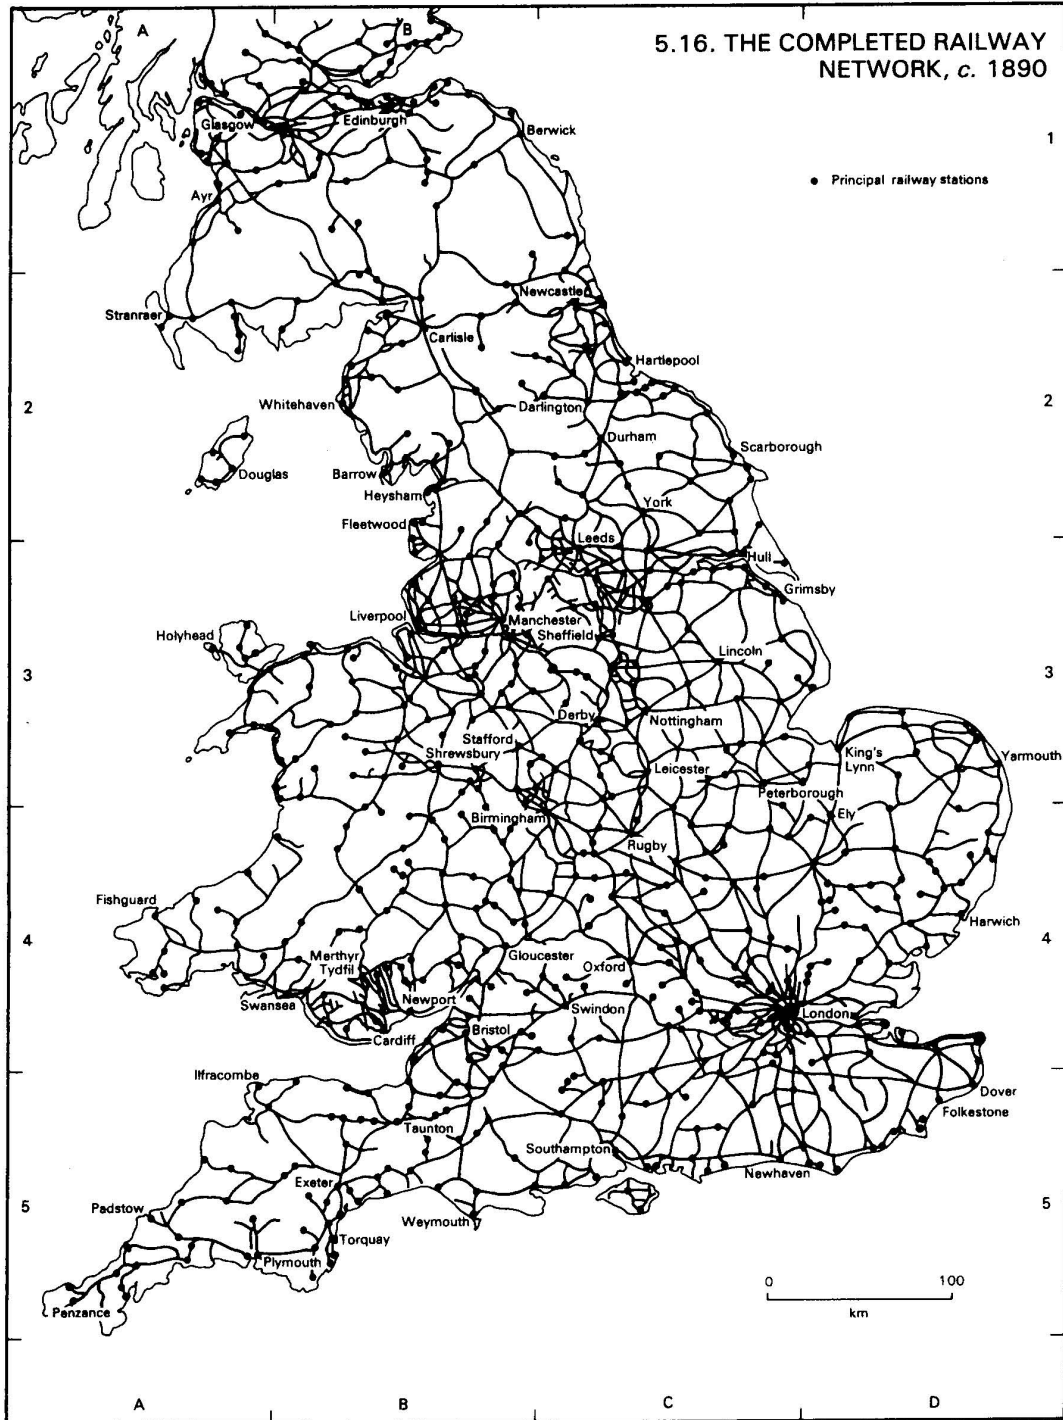 A
B
5.16. THE COMPLETED RAILWAY
NETWORK, c. 1890
Glasgow
Edinburgh
Berwick
1
Principal railway stations
Ayr
Newcastle
Stranraer
Carlisle
Hartlepool
2
Whitehaven
Darlington
2
Durham
Scarborough
Douglas
Barrow
Heysham
York
Fleetwood
Leeds
Hull
Grimsby
Liverpool
Manchester
Holyhead
Sheffield
Lincoln
3
3
Derby
Nottingham
Stafford
Shrewsbury
King's
Lynn
Yarmouth
Leicester
Peterborough
Birmingham
Ely
Rugby
Fishguard
Harwich
4
4
Merthyr
Tydfil
Gloucester
Oxford
Swansea
Newport
Swindon
London
Bristol
Cardiff
Ilfracombe
Dover
Folkestone
Taunton
Southampton
Newhaven
Exeter
5
Padstow
5
Weymouth
Torquay
Plymouth
0
100
km
Penzance
A
B
C
D